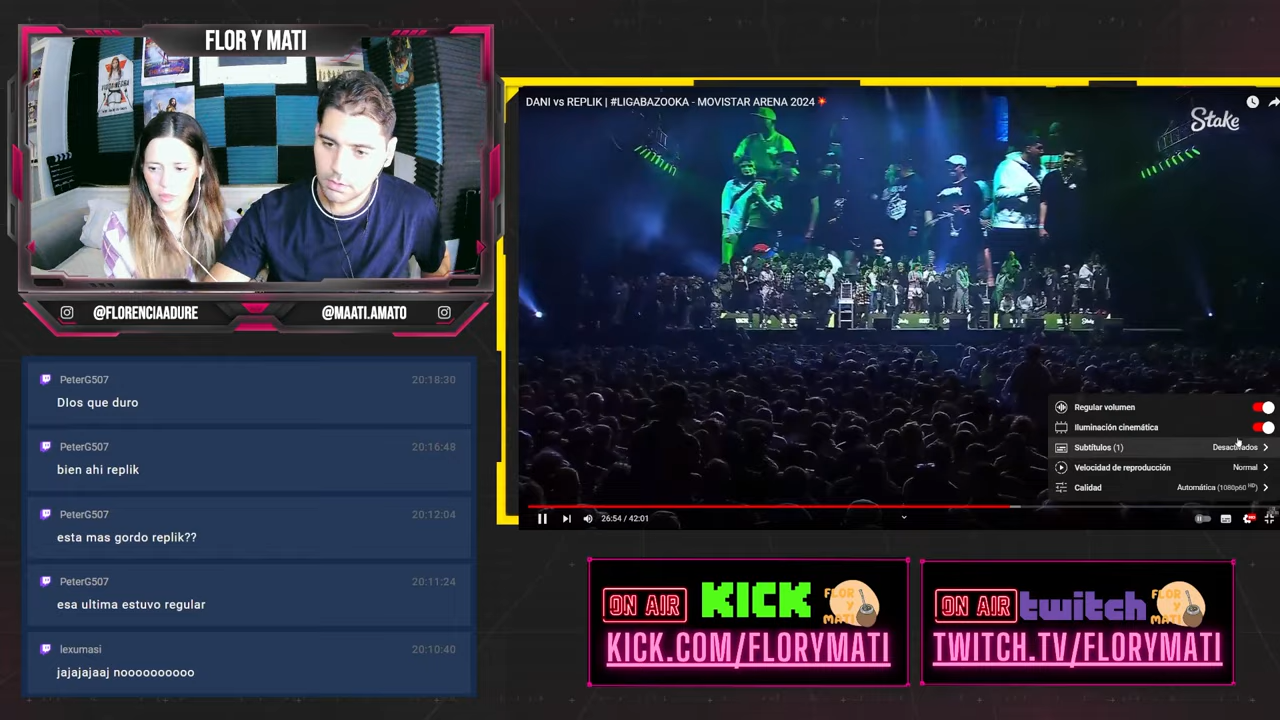 FLOR Y MATI
@FLORENCIAADURE
@MAATI.AMATO
PeterG507
20:18:30
DIos que duro
PeterG507
20:16:48
bien ahi replik
PeterG507
20:12:04
esta mas gordo replik??
PeterG507
20:11:24
esa ultima estuvo regular
lexumasi
20:10:40
jajajajaaj noooooooooo
DANI vs REPLIK | #LIGABAZOOKA - MOVISTAR ARENA 2024
Stake
Regular volumen
Iluminación cinemática
Subtítulos (1)
Desactivados
Velocidad de reproducción
Normal
Calidad
Automática (1080p60 HD)
26:54 / 42:01
ON AIR
KICK
FLOR
Y
MATI
KICK.COM/FLORYMATI
ON AIR
twitch
FLOR
Y
MATI
TWITCH.TV/FLORYMATI